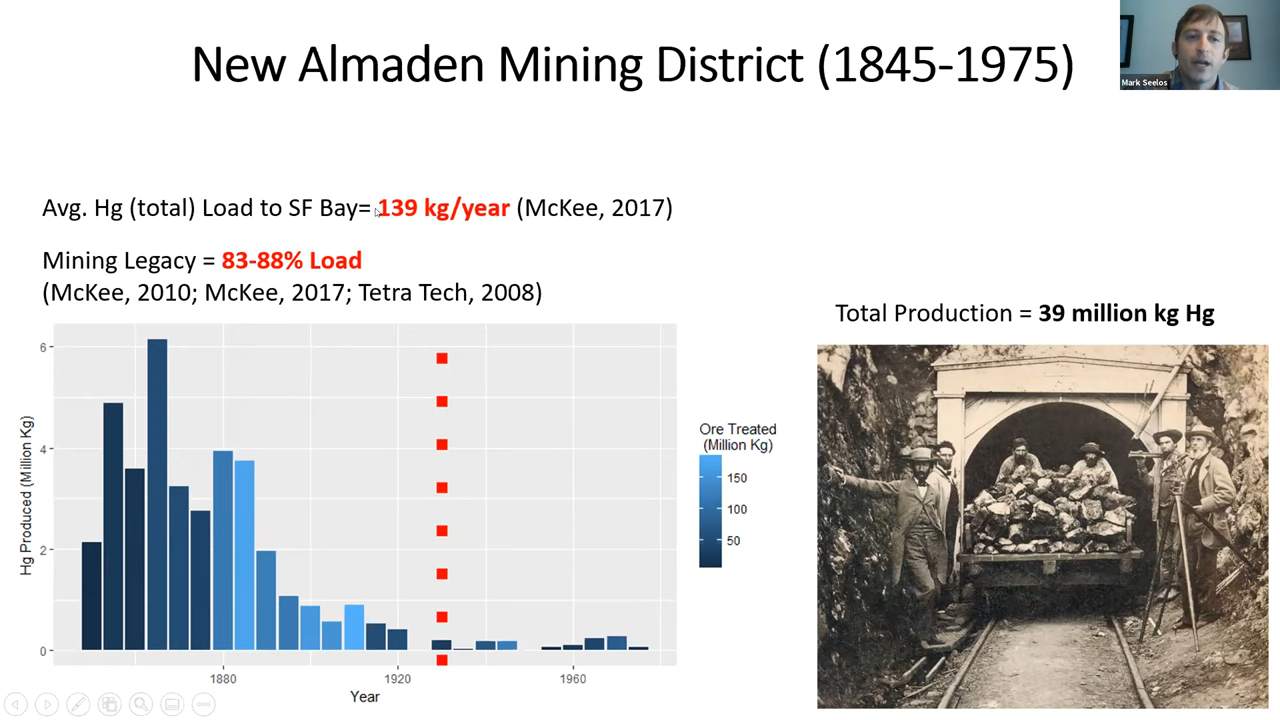 New Almaden Mining District (1845-1975)
Mark Seelos
Avg. Hg (total) Load to SF Bay= 139 kg/year (McKee, 2017)
Mining Legacy = 83-88% Load
(McKee, 2010; McKee, 2017; Tetra Tech, 2008)
Total Production = 39 million kg Hg
Hg Produced (Million Kg)
6
4
2
0
1880
1920
1960
Year
Ore Treated
(Million Kg)
150
100
50